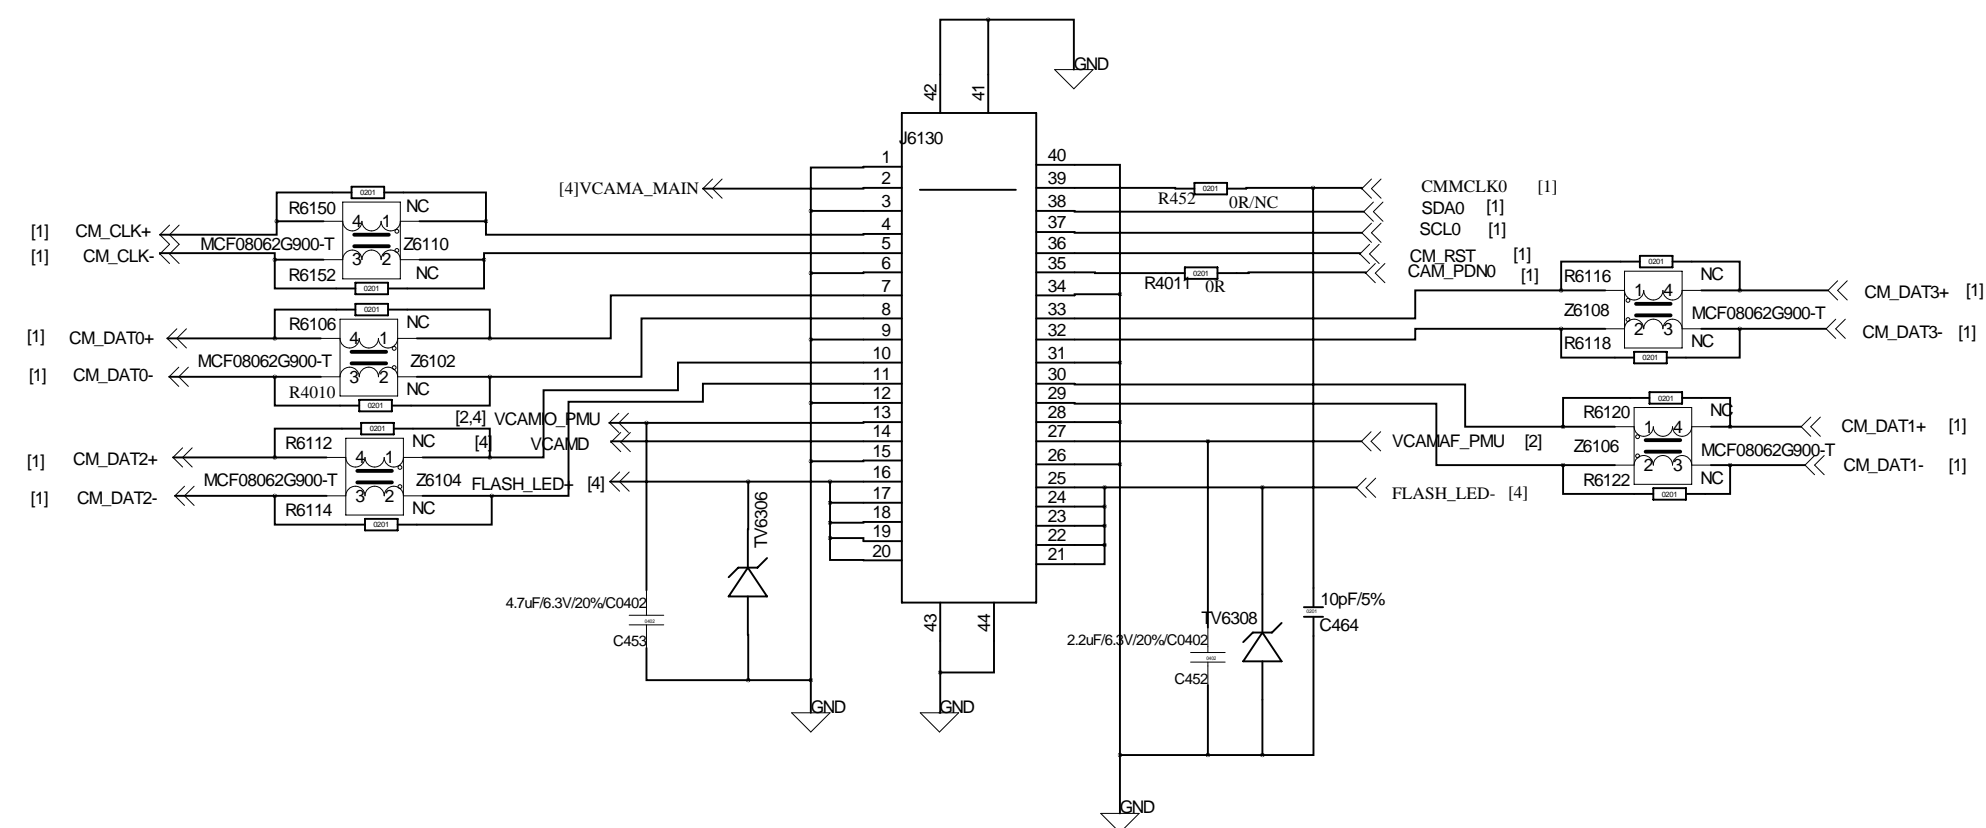 GND
42
41
J6130
1
40
[4]VCAMA_MAIN
2
39
CMMCLK0 [1]
R452
0201
0R/NC
3
38
SDA0 [1]
4
37
SCL0 [1]
5
36
CM_RST [1]
6
35
CAM_PDN0 [1]
R4011
0201
0R
7
34
8
33
9
32
10
31
11
30
12
29
13
28
14
27
15
26
16
25
17
24
18
23
19
22
20
21
43
44
0201
R6150
NC
4 1
[1] CM_CLK+
MCF08062G900-T
Z6110
[1] CM_CLK-
3 2
R6152
NC
0201
0201
R6106
NC
[1] CM_DAT0+
4 1
MCF08062G900-T
Z6102
[1] CM_DAT0-
3 2
R4010
NC
0201
[2,4] VCAMIO_PMU
[4] VCAMD
0201
R6112
NC
[1] CM_DAT2+
4 1
MCF08062G900-T
Z6104
FLASH_LED+ [4]
[1] CM_DAT2-
3 2
R6114
NC
0201
0201
R6116
NC
1 4
CM_DAT3+ [1]
Z6108
MCF08062G900-T
2 3
CM_DAT3- [1]
R6118
NC
0201
0201
R6120
NC
1 4
CM_DAT1+ [1]
VCAMAF_PMU [2]
Z6106
MCF08062G900-T
2 3
CM_DAT1- [1]
R6122
NC
0201
FLASH_LED- [4]
TV6306
4.7uF/6.3V/20%/C0402
0402
C453
TV6308
10pF/5%
0201
C464
2.2uF/6.3V/20%/C0402
0402
C452
GND
GND
GND